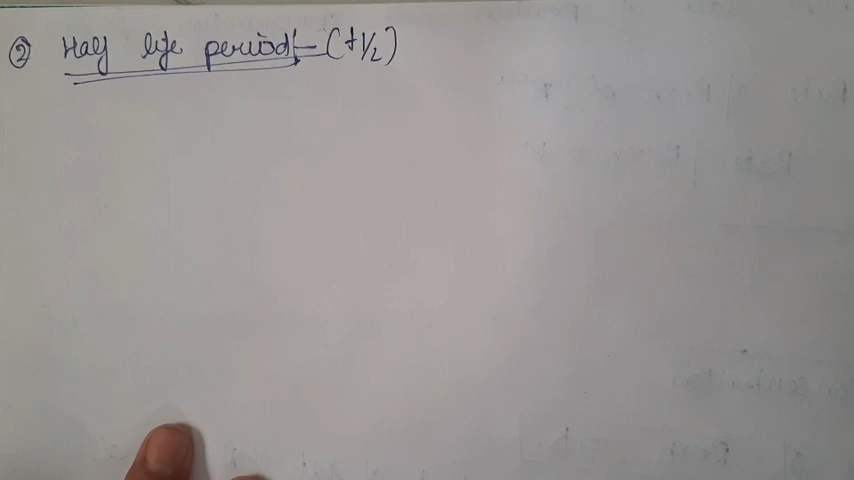 ② Half life period :- (t1/2)